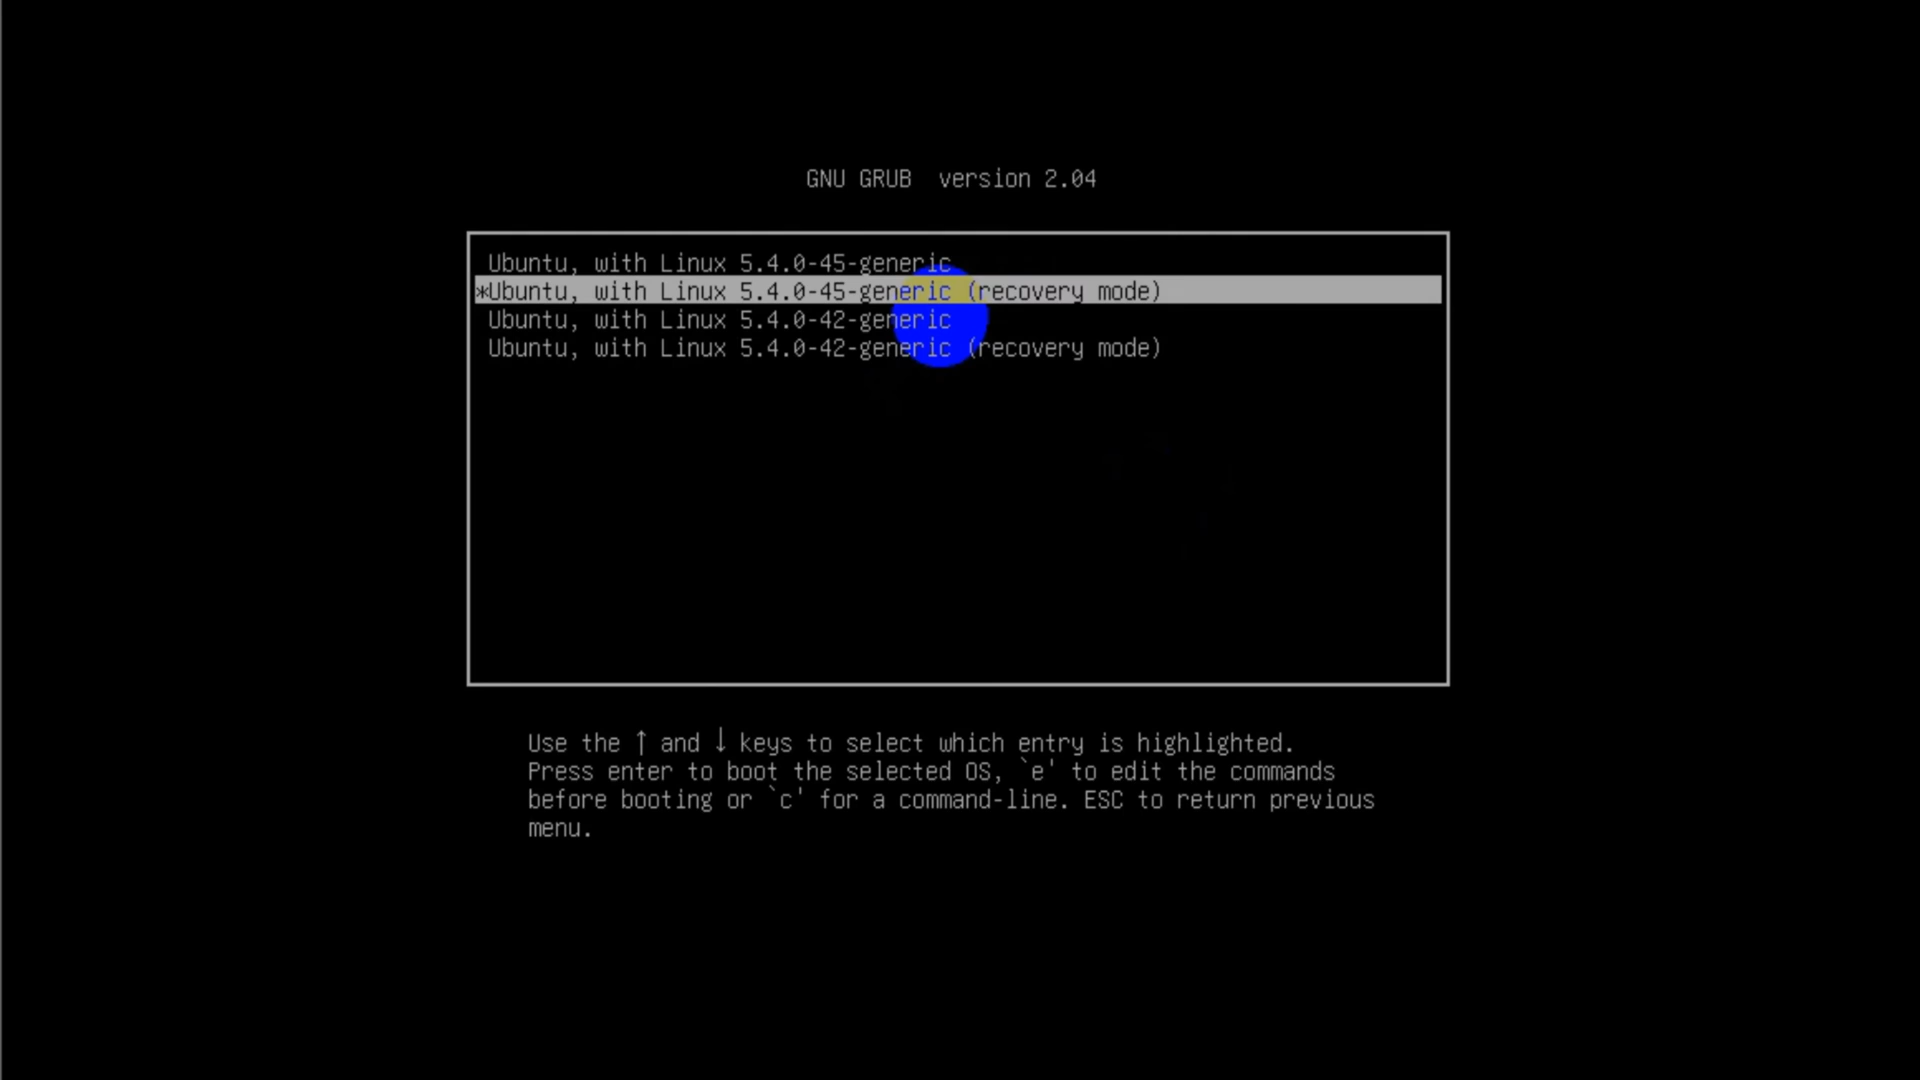 GNU GRUB  version 2.04
Ubuntu, with Linux 5.4.0-45-generic
*Ubuntu, with Linux 5.4.0-45-generic (recovery mode)
Ubuntu, with Linux 5.4.0-42-generic
Ubuntu, with Linux 5.4.0-42-generic (recovery mode)
Use the ↑ and ↓ keys to select which entry is highlighted.
Press enter to boot the selected OS, `e' to edit the commands
before booting or `c' for a command-line. ESC to return previous
menu.